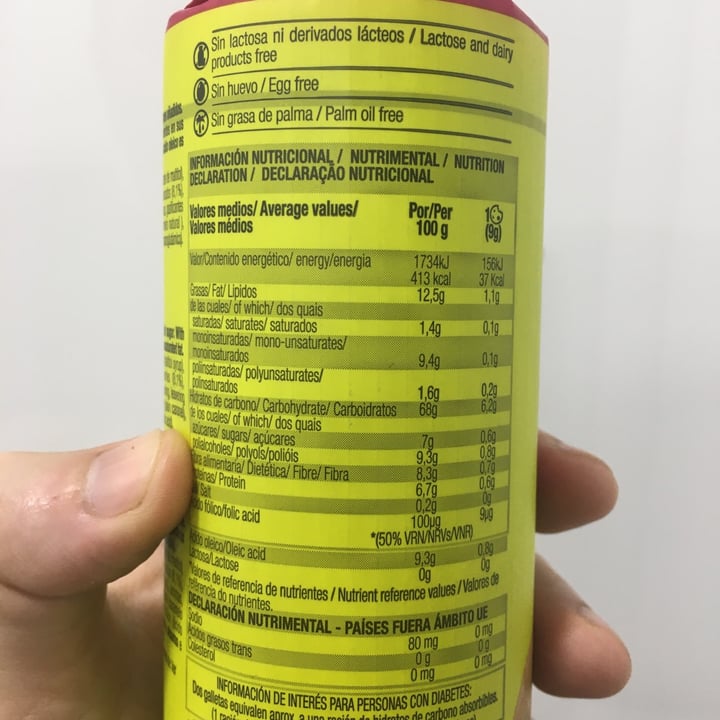 Sin lactosa ni derivados lácteos / Lactose and dairy
products free
Sin huevo / Egg free
Sin grasa de palma / Palm oil free
INFORMACIÓN NUTRICIONAL / NUTRIMENTAL / NUTRITION
DECLARATION / DECLARAÇÃO NUTRICIONAL
Valores medios/ Average values/ Por/Per 1
Valores médios 100 g (9g)
Valor/Contenido energético/ energy/energia 1734kJ 156kJ
413 kcal 37 Kcal
Grasas/ Fat/ Lípidos 12,5g 1,1g
de las cuales/ of which/ dos quais
saturadas/ saturates/ saturados 1,4g 0,1g
monoinsaturadas/ mono-unsaturates/
monoinsaturados 9,4g 0,1g
poliinsaturadas/ polyunsaturates/
polinsaturados 1,6g 0,2g
Hidratos de carbono/ Carbohydrate/ Carboidratos 68g 6,2g
de los cuales/ of which/ dos quais
azúcares/ sugars/ açúcares 7g 0,6g
polialcoholes/ polyols/polióis 9,3g 0,8g
alimentaria/ Dietética/ Fibre/ Fibra 8,3g 0,7g
Protein 6,7g 0,6g
Salt 0,2g 0g
fólico/folic acid 100µg 9µg
*(50% VRN/NRVs/VNR)
Ácido oleico/Oleic acid 9,3g 0,8g
Lactosa/Lactose 0g 0g
*Valores de referencia de nutrientes / Nutrient reference values / Valores de
referência do nutrientes.
DECLARACIÓN NUTRIMENTAL - PAÍSES FUERA ÁMBITO UE
Sodio 80 mg 0 mg
Ácidos grasos trans 0 g 0 g
Colesterol 0 mg 0 mg
INFORMACIÓN DE INTERÉS PARA PERSONAS CON DIABETES:
Dos galletas equivalen aprox. a una ración de hidratos de carbono absorbibles.